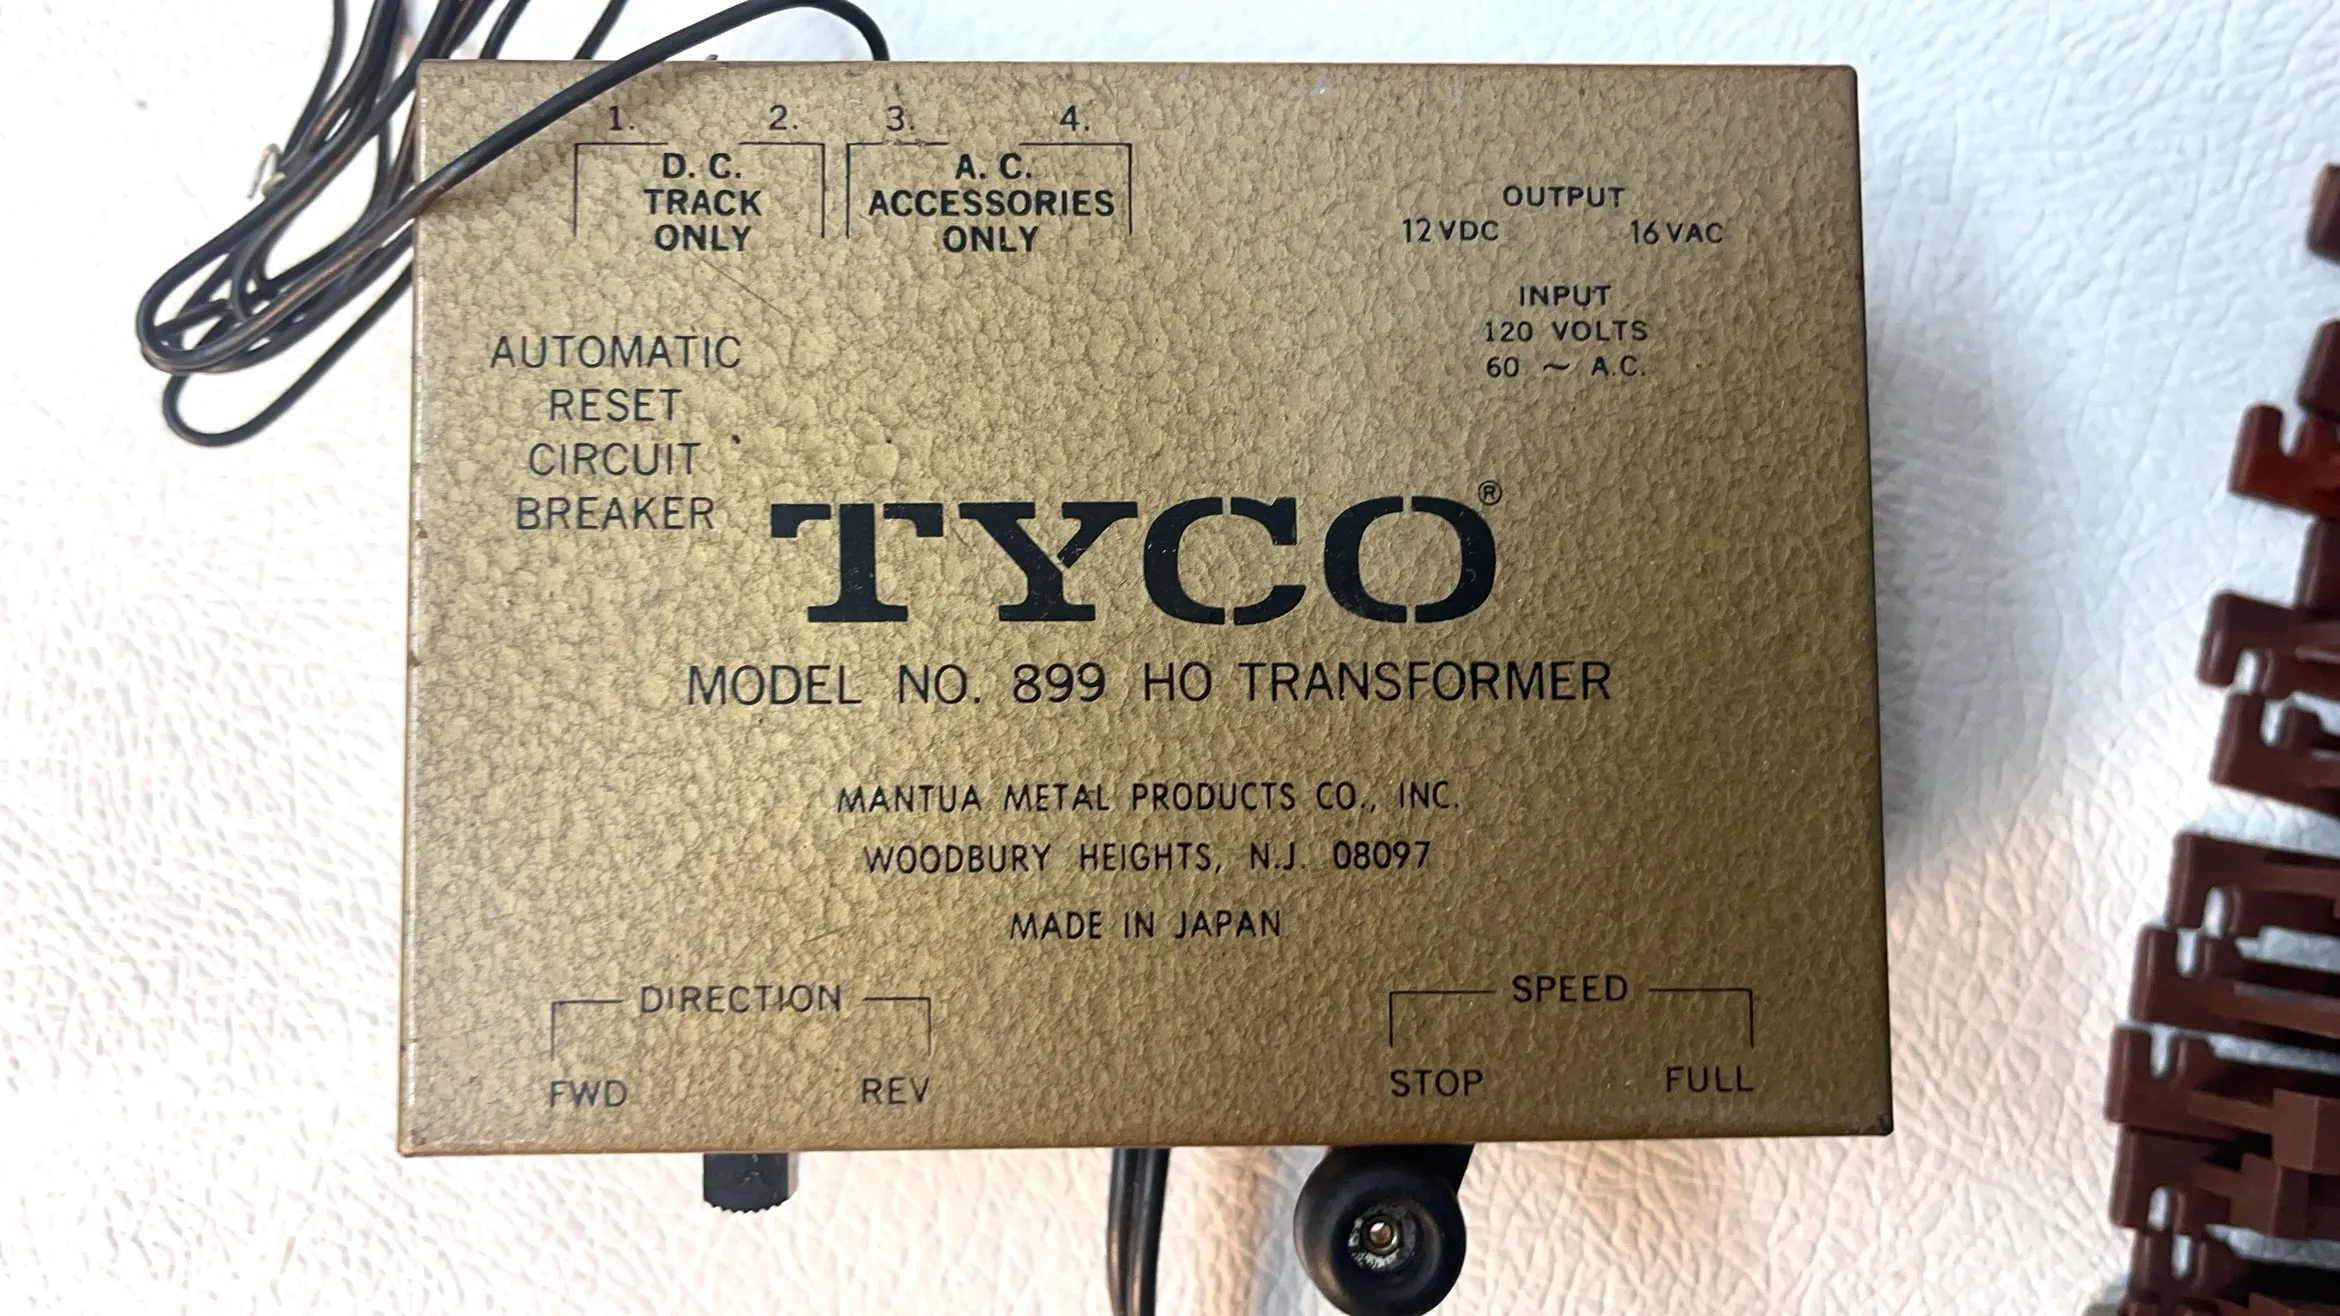 1. 2. 3. 4.
D. C.
TRACK
ONLY
A. C.
ACCESSORIES
ONLY
OUTPUT
12 VDC 16 VAC
INPUT
120 VOLTS
60 ~ A.C.
AUTOMATIC
RESET
CIRCUIT
BREAKER
TYCO®
MODEL NO. 899 HO TRANSFORMER
MANTUA METAL PRODUCTS CO., INC.
WOODBURY HEIGHTS, N.J. 08097
MADE IN JAPAN
DIRECTION
FWD REV
SPEED
STOP FULL